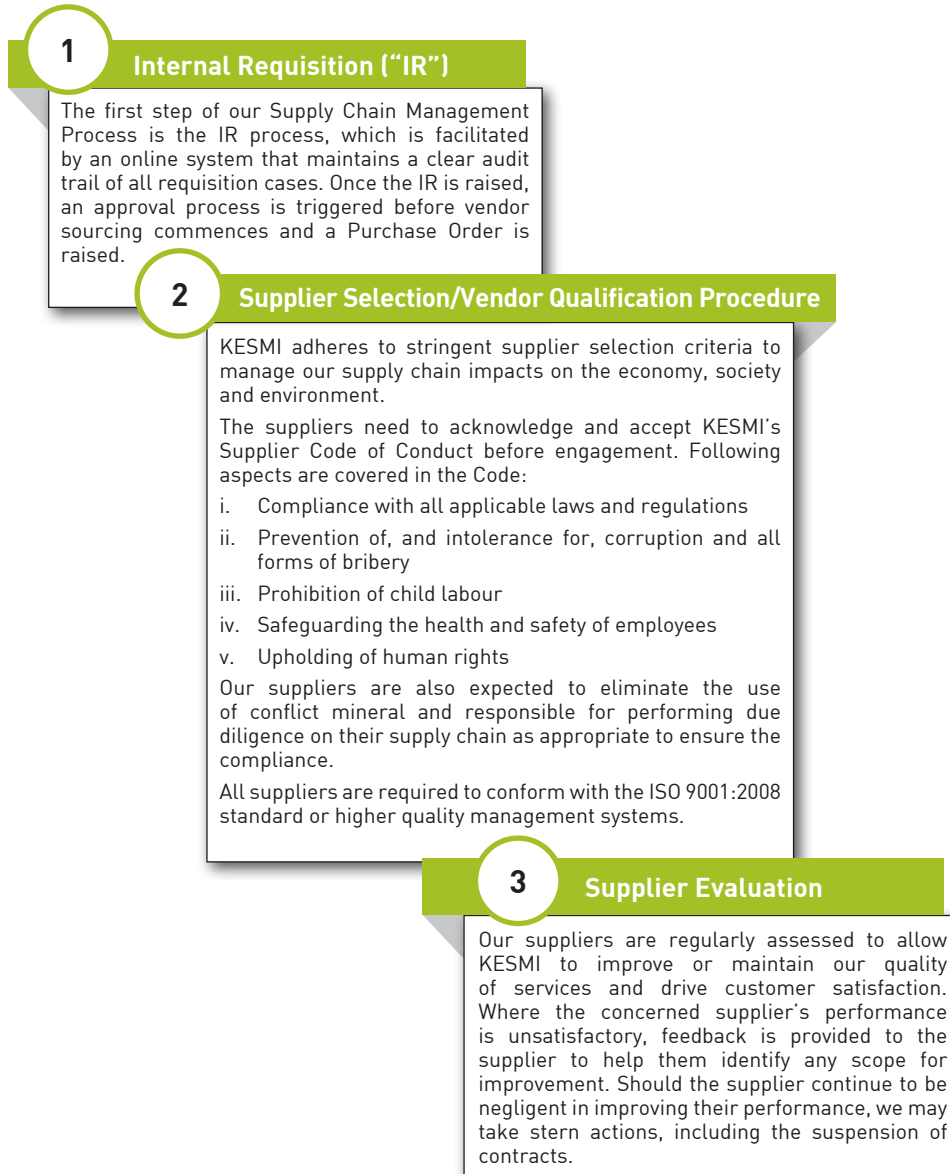 1
Internal Requisition (“IR”)
The first step of our Supply Chain Management
Process is the IR process, which is facilitated
by an online system that maintains a clear audit
trail of all requisition cases. Once the IR is raised,
an approval process is triggered before vendor
sourcing commences and a Purchase Order is
raised.
2
Supplier Selection/Vendor Qualification Procedure
KESMI adheres to stringent supplier selection criteria to
manage our supply chain impacts on the economy, society
and environment.
The suppliers need to acknowledge and accept KESMI’s
Supplier Code of Conduct before engagement. Following
aspects are covered in the Code:
i. Compliance with all applicable laws and regulations
ii. Prevention of, and intolerance for, corruption and all
forms of bribery
iii. Prohibition of child labour
iv. Safeguarding the health and safety of employees
v. Upholding of human rights
Our suppliers are also expected to eliminate the use
of conflict mineral and responsible for performing due
diligence on their supply chain as appropriate to ensure the
compliance.
All suppliers are required to conform with the ISO 9001:2008
standard or higher quality management systems.
3
Supplier Evaluation
Our suppliers are regularly assessed to allow
KESMI to improve or maintain our quality
of services and drive customer satisfaction.
Where the concerned supplier’s performance
is unsatisfactory, feedback is provided to the
supplier to help them identify any scope for
improvement. Should the supplier continue to be
negligent in improving their performance, we may
take stern actions, including the suspension of
contracts.